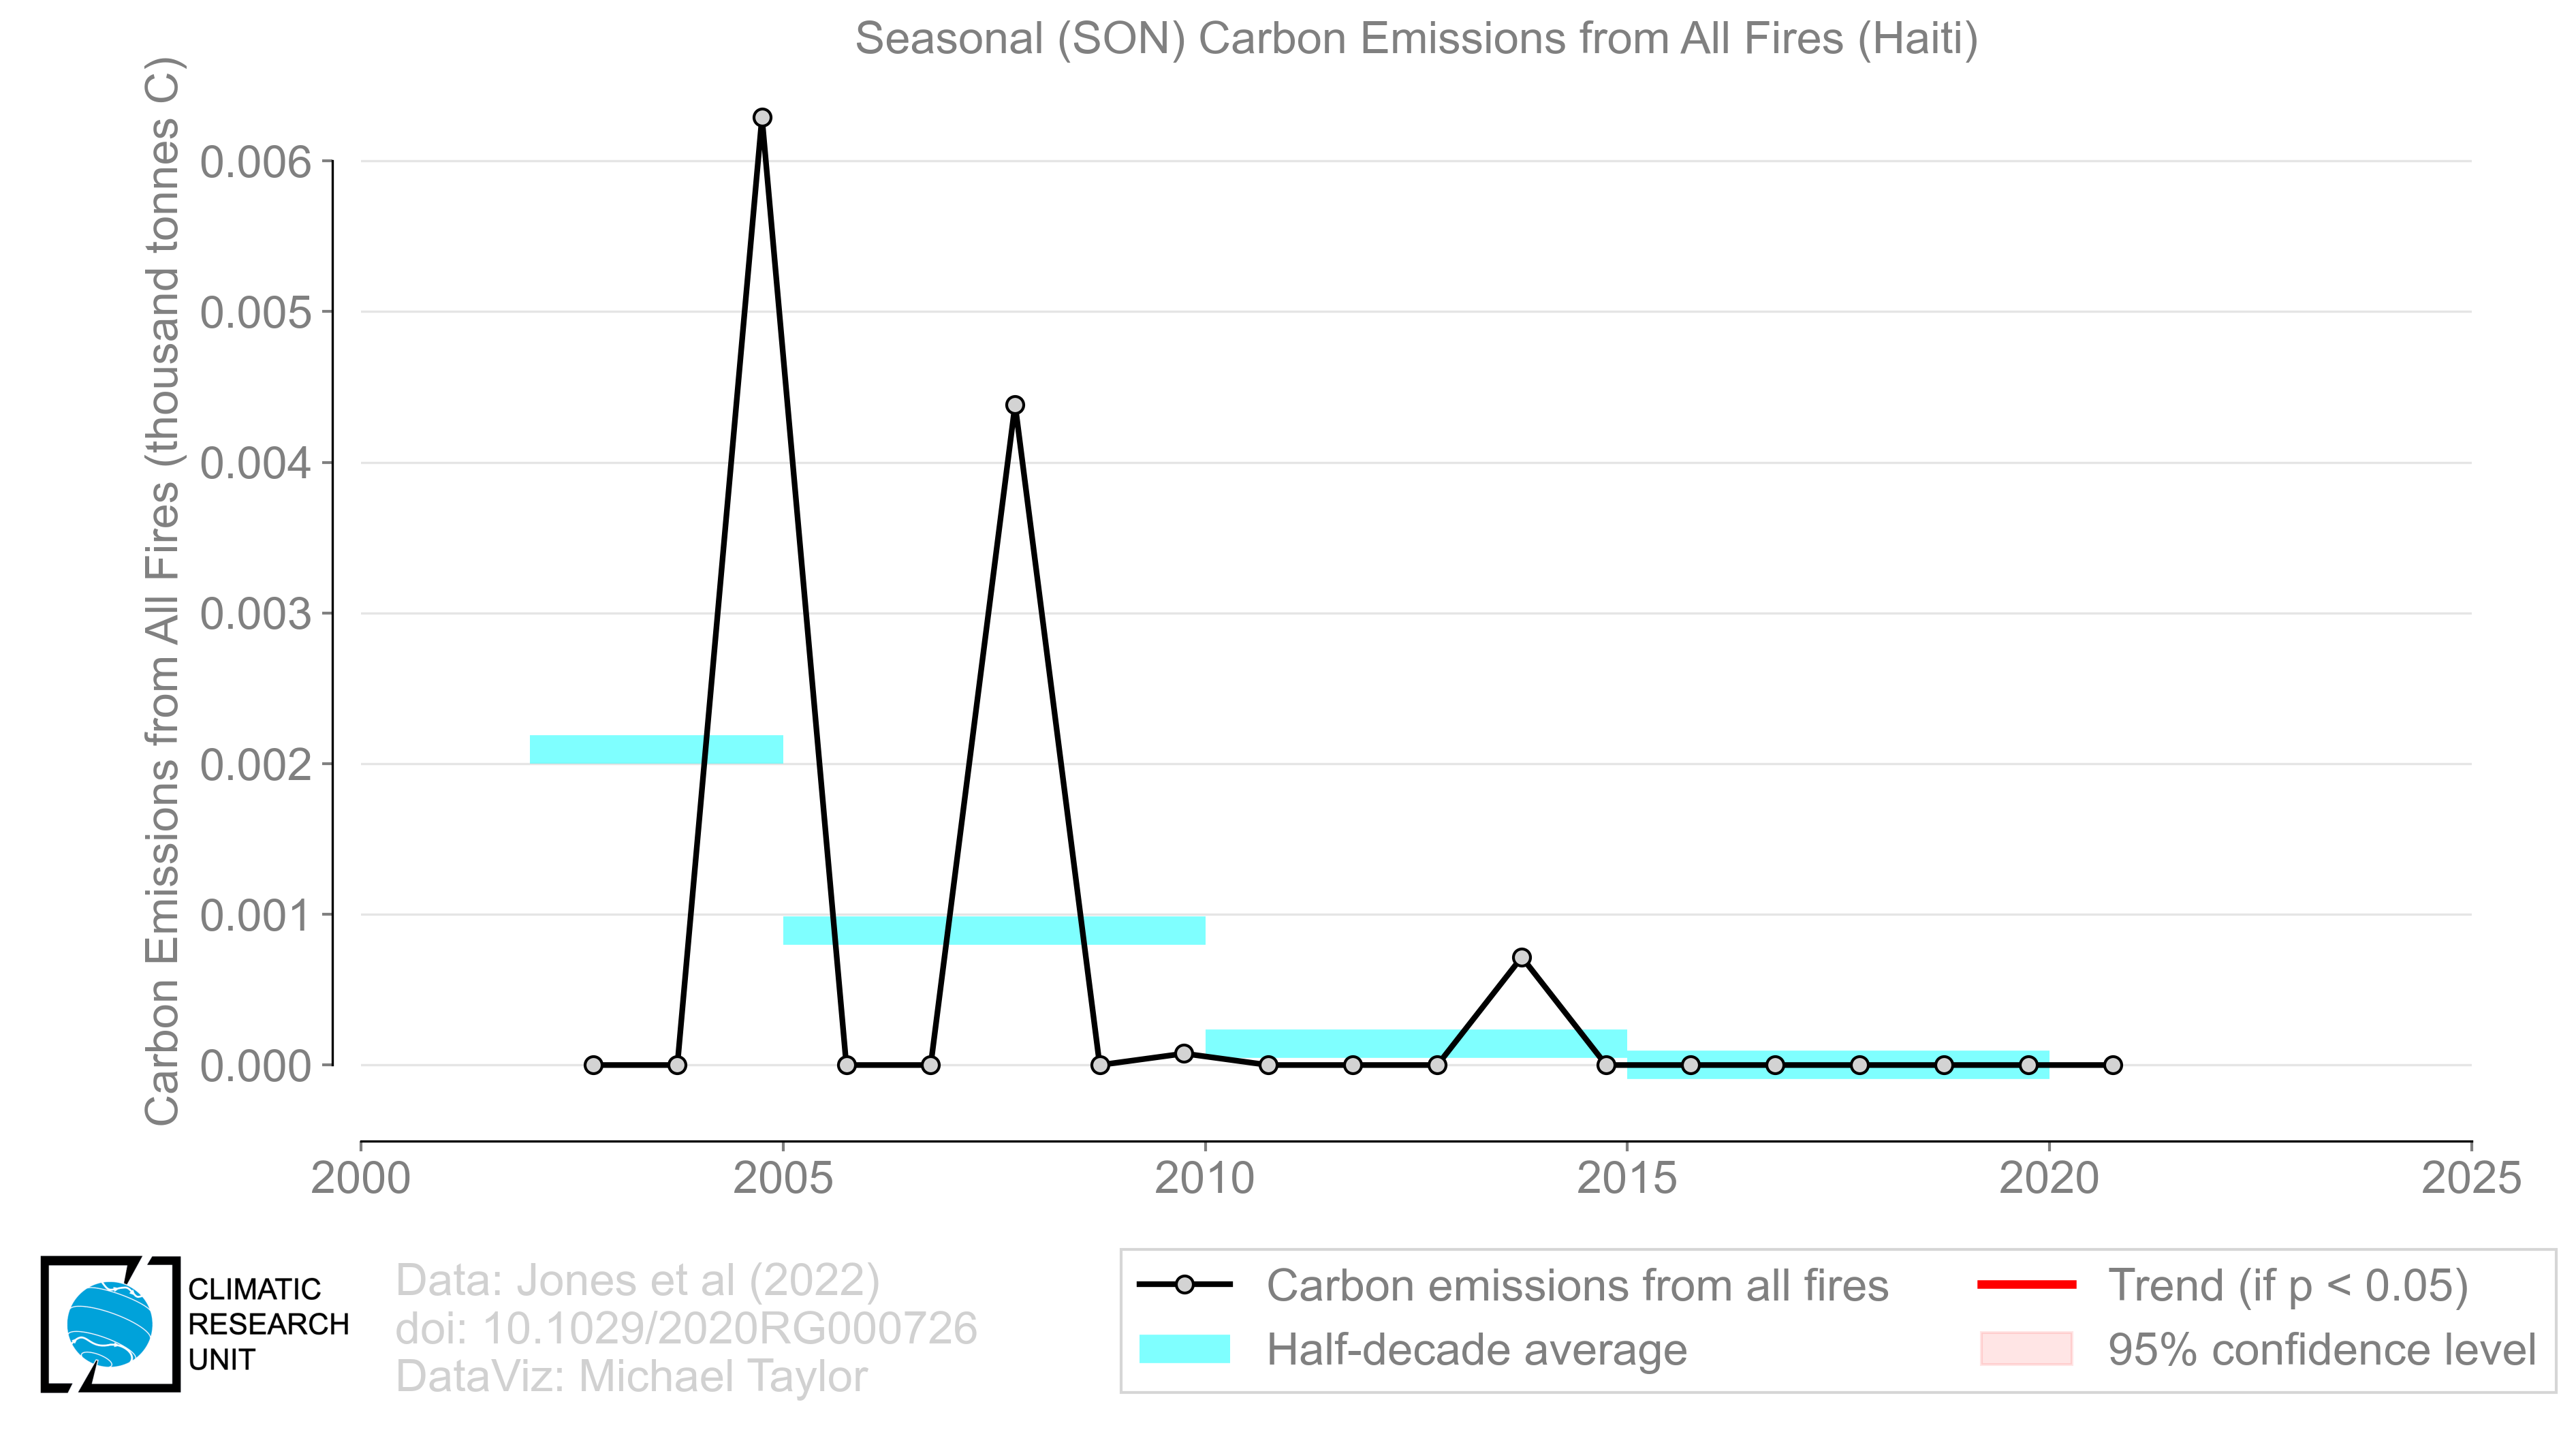 Seasonal (SON) Carbon Emissions from All Fires (Haiti)
Carbon Emissions from All Fires (thousand tonnes C)
0.006
0.005
0.004
0.003
0.002
0.001
0.000
2000 2005 2010 2015 2020 2025
CLIMATIC
RESEARCH
UNIT
Data: Jones et al (2022)
doi: 10.1029/2020RG000726
DataViz: Michael Taylor
Carbon emissions from all fires
Half-decade average
Trend (if p < 0.05)
95% confidence level